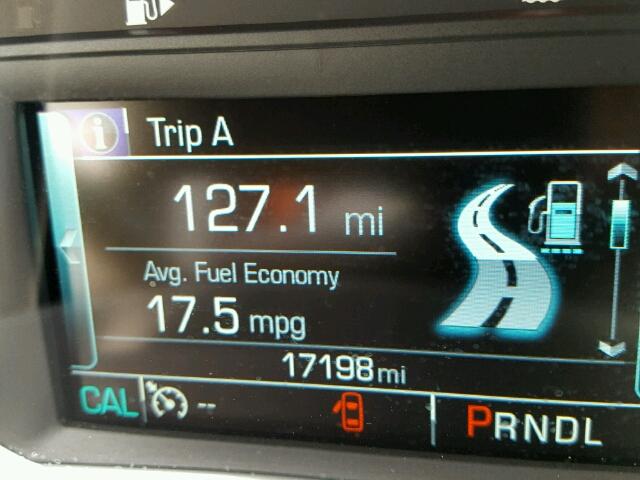 Trip A
127.1 mi
Avg. Fuel Economy
17.5 mpg
17198 mi
CAL -- PRNDL